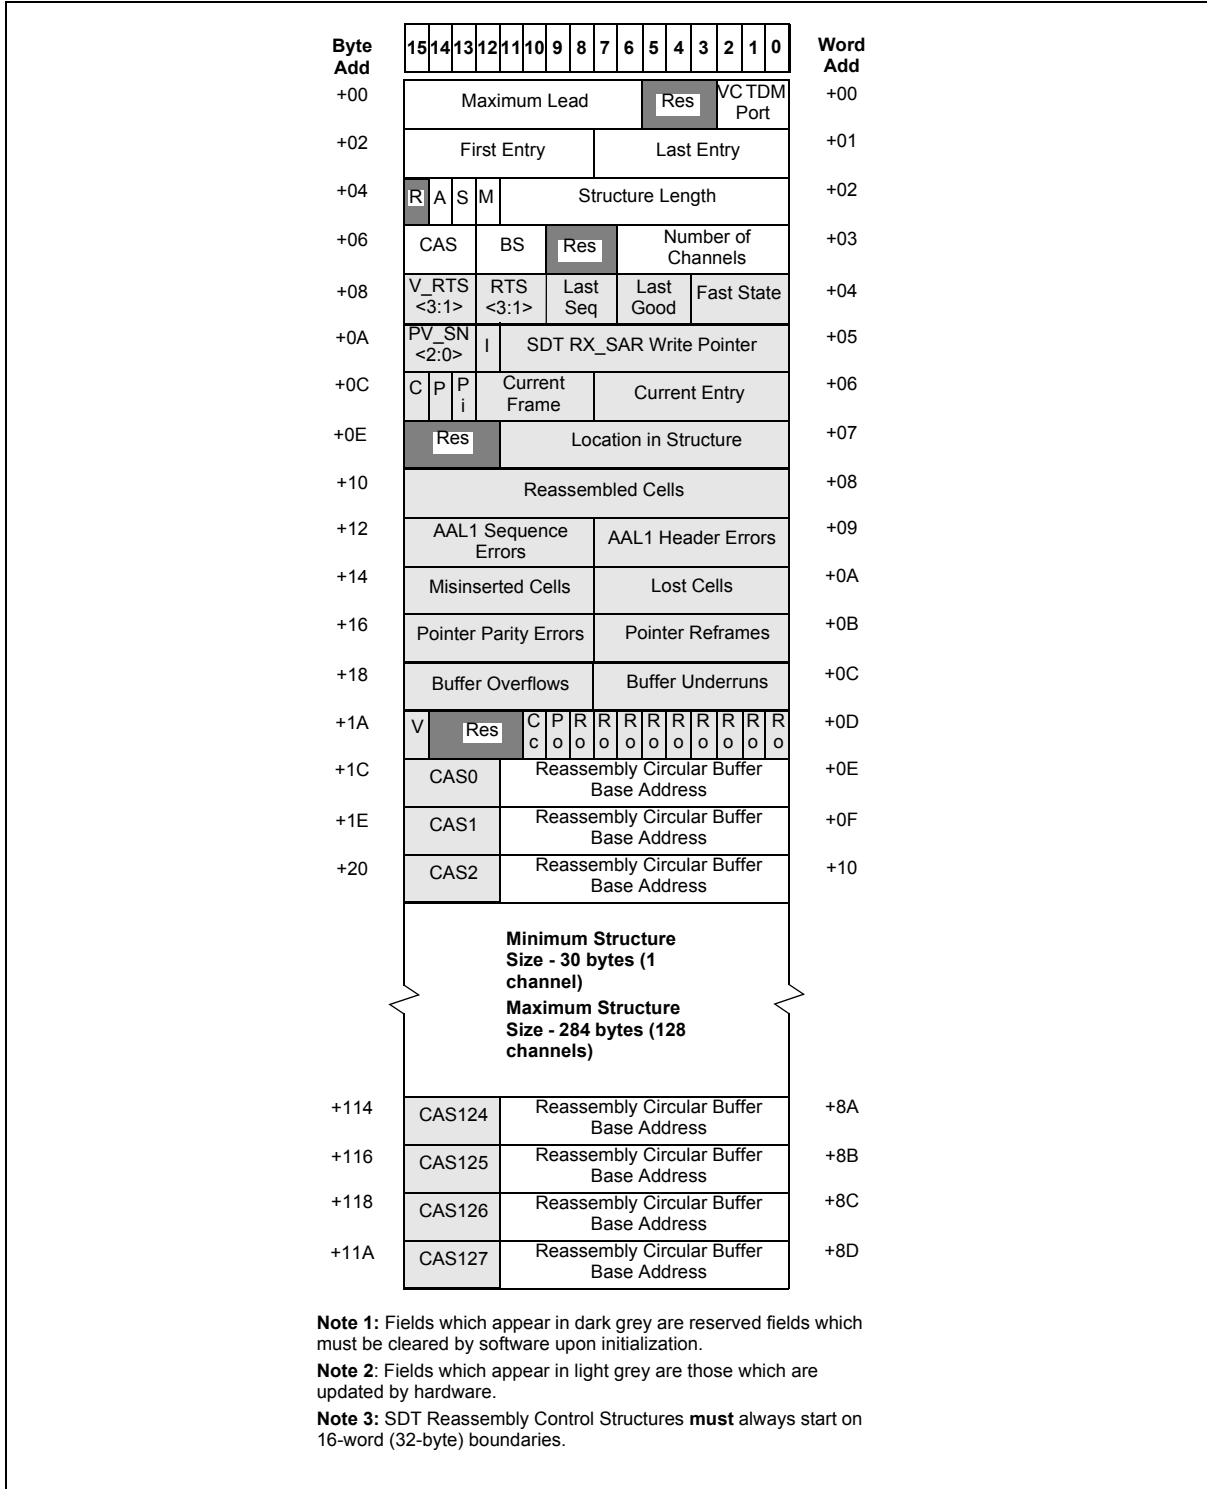 Byte Add 15 14 13 12 11 10 9 8 7 6 5 4 3 2 1 0 Word Add
+00 Maximum Lead Res VC TDM Port +00
+02 First Entry Last Entry +01
+04 R A S M Structure Length +02
+06 CAS BS Res Number of Channels +03
+08 V_RTS <3:1> RTS <3:1> Last Seq Last Good Fast State +04
+0A PV_SN <2:0> I SDT RX_SAR Write Pointer +05
+0C C P Pi Current Frame Current Entry +06
+0E Res Location in Structure +07
+10 Reassembled Cells +08
+12 AAL1 Sequence Errors AAL1 Header Errors +09
+14 Misinserted Cells Lost Cells +0A
+16 Pointer Parity Errors Pointer Reframes +0B
+18 Buffer Overflows Buffer Underruns +0C
+1A V Res Cc Po Ro Ro Ro Ro Ro Ro Ro Ro Ro +0D
+1C CAS0 Reassembly Circular Buffer Base Address +0E
+1E CAS1 Reassembly Circular Buffer Base Address +0F
+20 CAS2 Reassembly Circular Buffer Base Address +10
Minimum Structure
Size - 30 bytes (1
channel)
Maximum Structure
Size - 284 bytes (128
channels)
+114 CAS124 Reassembly Circular Buffer Base Address +8A
+116 CAS125 Reassembly Circular Buffer Base Address +8B
+118 CAS126 Reassembly Circular Buffer Base Address +8C
+11A CAS127 Reassembly Circular Buffer Base Address +8D
Note 1: Fields which appear in dark grey are reserved fields which
must be cleared by software upon initialization.
Note 2: Fields which appear in light grey are those which are
updated by hardware.
Note 3: SDT Reassembly Control Structures must always start on
16-word (32-byte) boundaries.